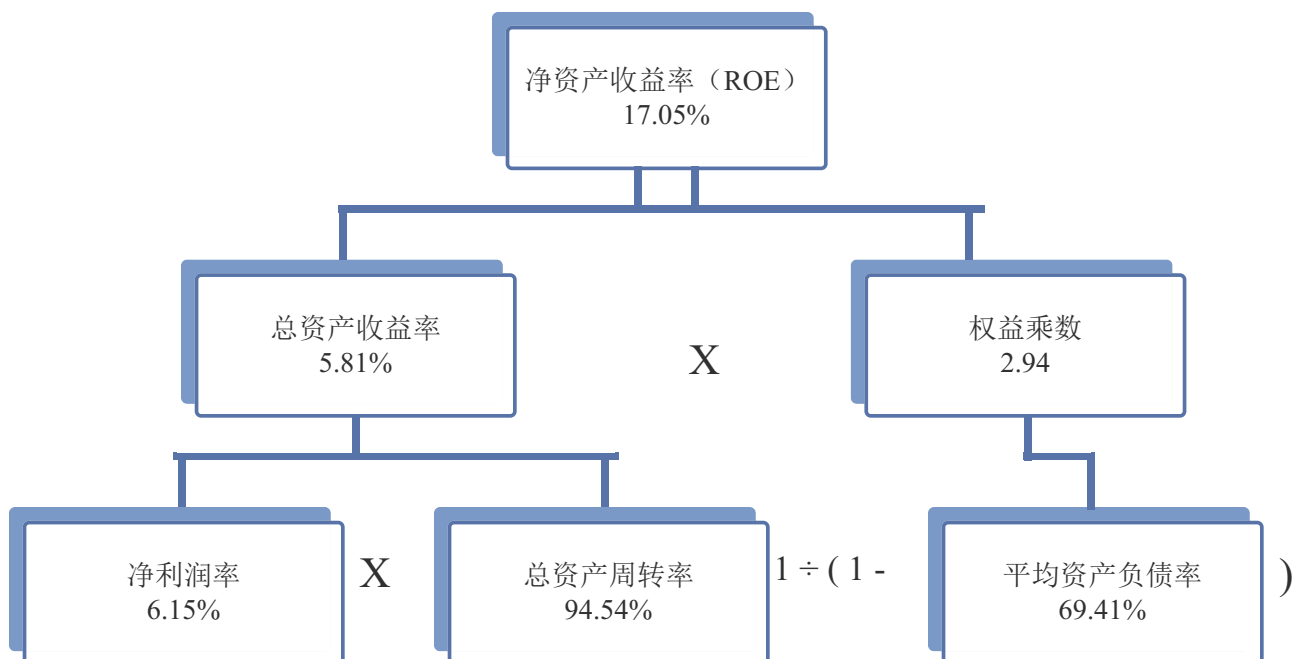 净资产收益率（ROE）
17.05%
总资产收益率
5.81%
X
权益乘数
2.94
净利润率
6.15%
X
总资产周转率
94.54%
1 ÷ ( 1 -
平均资产负债率
69.41%
)